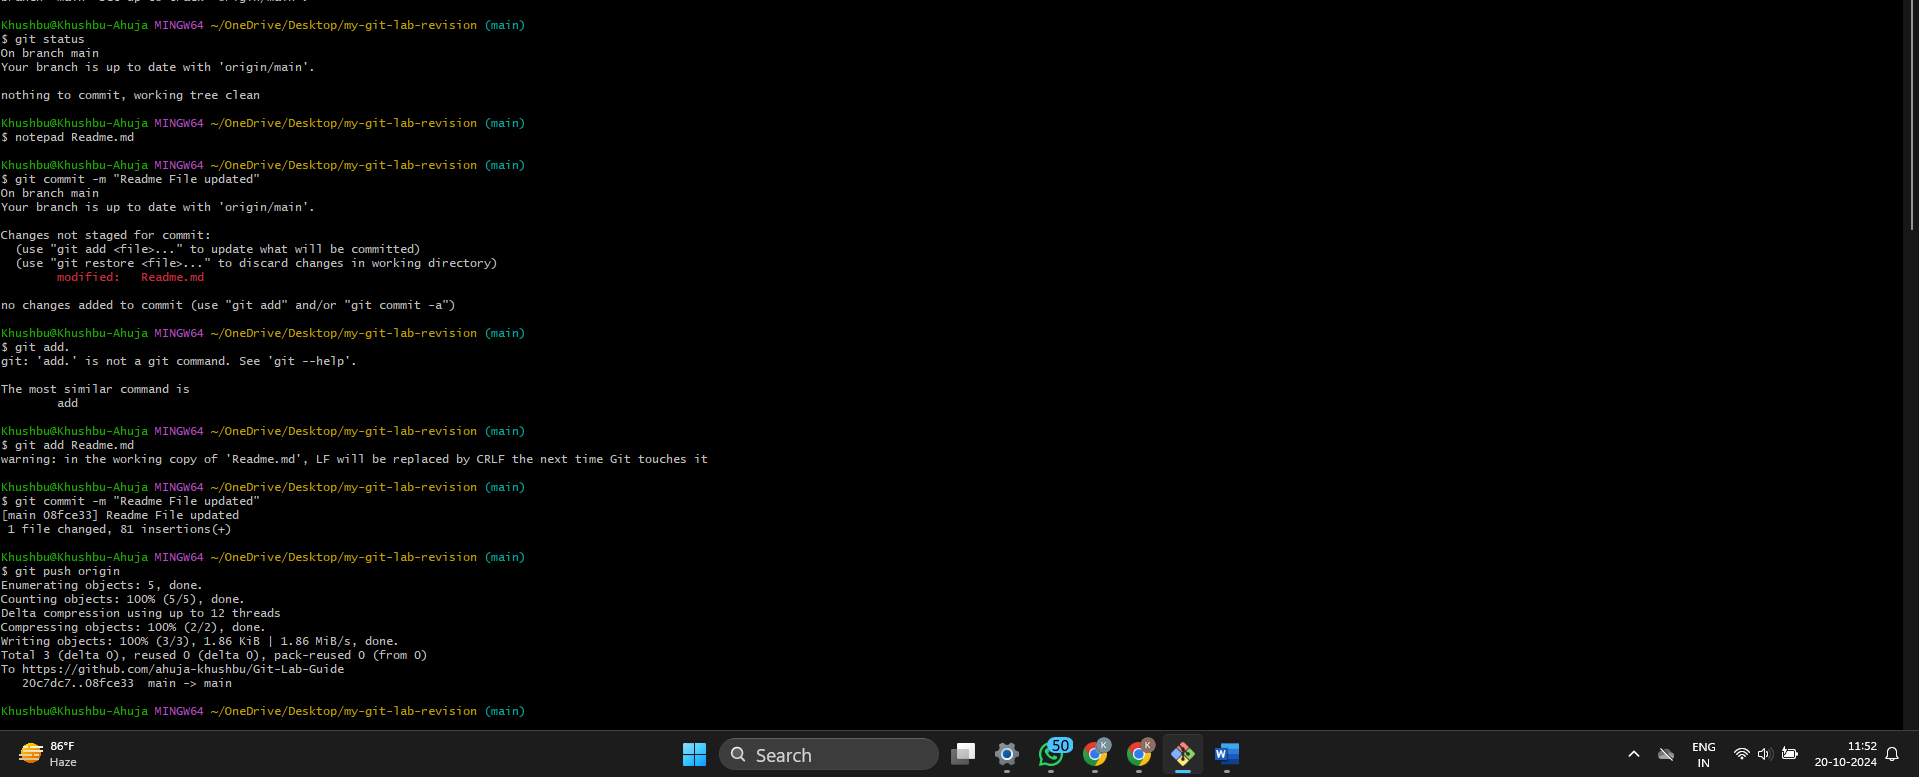 Khushbu@Khushbu-Ahuja MINGW64 ~/OneDrive/Desktop/my-git-lab-revision (main)
$ git status
On branch main
Your branch is up to date with 'origin/main'.
nothing to commit, working tree clean
Khushbu@Khushbu-Ahuja MINGW64 ~/OneDrive/Desktop/my-git-lab-revision (main)
$ notepad Readme.md
Khushbu@Khushbu-Ahuja MINGW64 ~/OneDrive/Desktop/my-git-lab-revision (main)
$ git commit -m "Readme File updated"
On branch main
Your branch is up to date with 'origin/main'.
Changes not staged for commit:
  (use "git add <file>..." to update what will be committed)
  (use "git restore <file>..." to discard changes in working directory)
        modified:   Readme.md
no changes added to commit (use "git add" and/or "git commit -a")
Khushbu@Khushbu-Ahuja MINGW64 ~/OneDrive/Desktop/my-git-lab-revision (main)
$ git add.
git: 'add.' is not a git command. See 'git --help'.
The most similar command is
        add
Khushbu@Khushbu-Ahuja MINGW64 ~/OneDrive/Desktop/my-git-lab-revision (main)
$ git add Readme.md
warning: in the working copy of 'Readme.md', LF will be replaced by CRLF the next time Git touches it
Khushbu@Khushbu-Ahuja MINGW64 ~/OneDrive/Desktop/my-git-lab-revision (main)
$ git commit -m "Readme File updated"
[main 08fce33] Readme File updated
 1 file changed, 81 insertions(+)
Khushbu@Khushbu-Ahuja MINGW64 ~/OneDrive/Desktop/my-git-lab-revision (main)
$ git push origin
Enumerating objects: 5, done.
Counting objects: 100% (5/5), done.
Delta compression using up to 12 threads
Compressing objects: 100% (2/2), done.
Writing objects: 100% (3/3), 1.86 KiB | 1.86 MiB/s, done.
Total 3 (delta 0), reused 0 (delta 0), pack-reused 0 (from 0)
To https://github.com/ahuja-khushbu/Git-Lab-Guide
   20c7dc7..08fce33  main -> main
Khushbu@Khushbu-Ahuja MINGW64 ~/OneDrive/Desktop/my-git-lab-revision (main)
86°F
Haze
Search
50
K
K
W
ENG
IN
11:52
20-10-2024